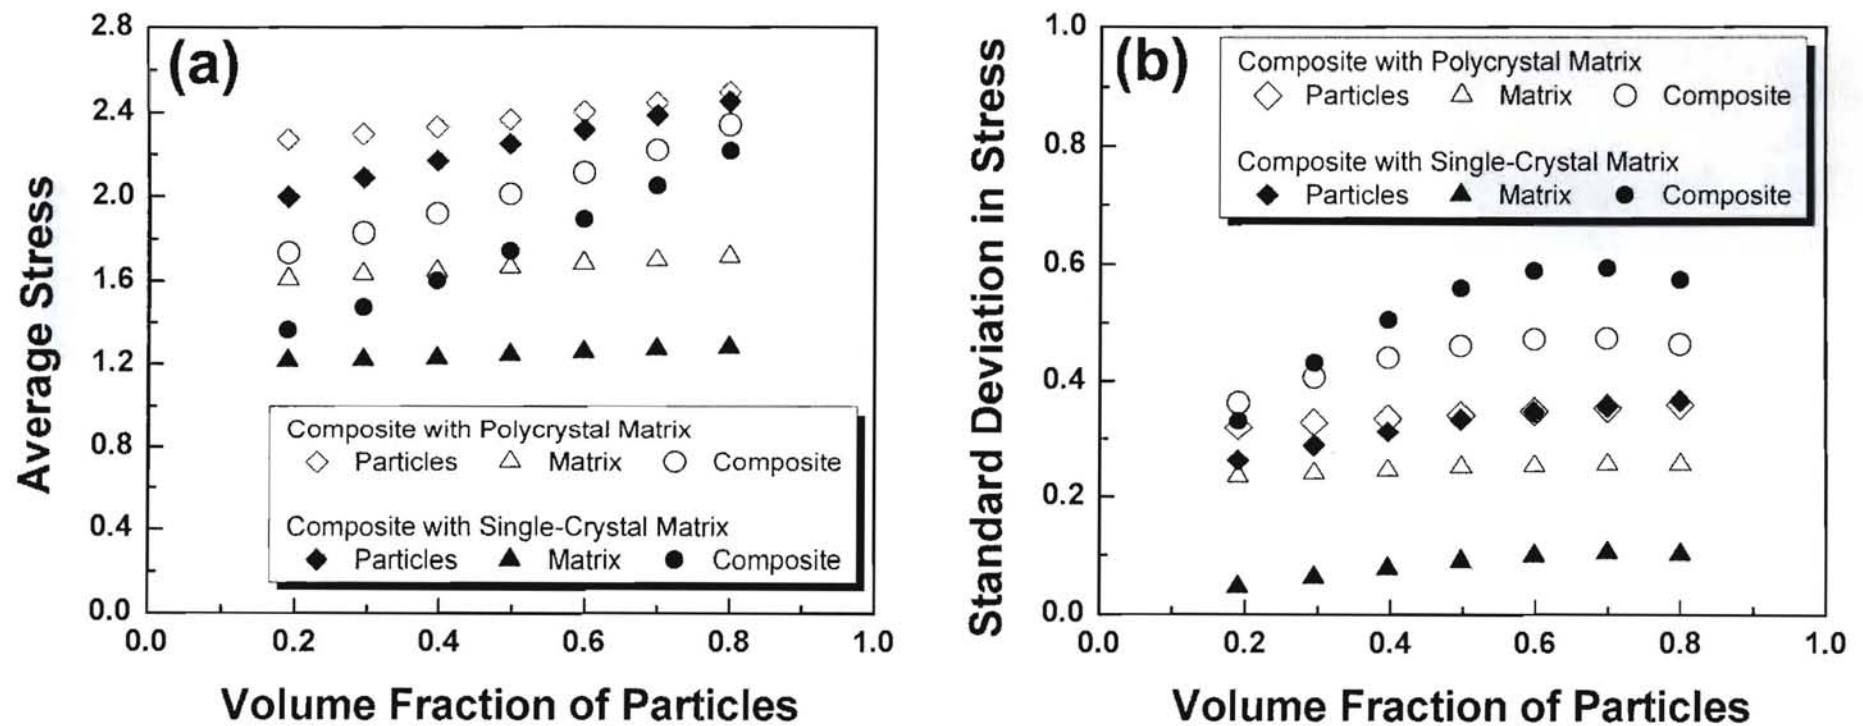 (a)
Average Stress
2.8
2.4
2.0
1.6
1.2
0.8
0.4
0.0
Composite with Polycrystal Matrix
Particles Matrix Composite
Composite with Single-Crystal Matrix
Particles Matrix Composite
0.0 0.2 0.4 0.6 0.8 1.0
Volume Fraction of Particles
(b)
Standard Deviation in Stress
1.0
0.8
0.6
0.4
0.2
0.0
Composite with Polycrystal Matrix
Particles Matrix Composite
Composite with Single-Crystal Matrix
Particles Matrix Composite
0.0 0.2 0.4 0.6 0.8 1.0
Volume Fraction of Particles